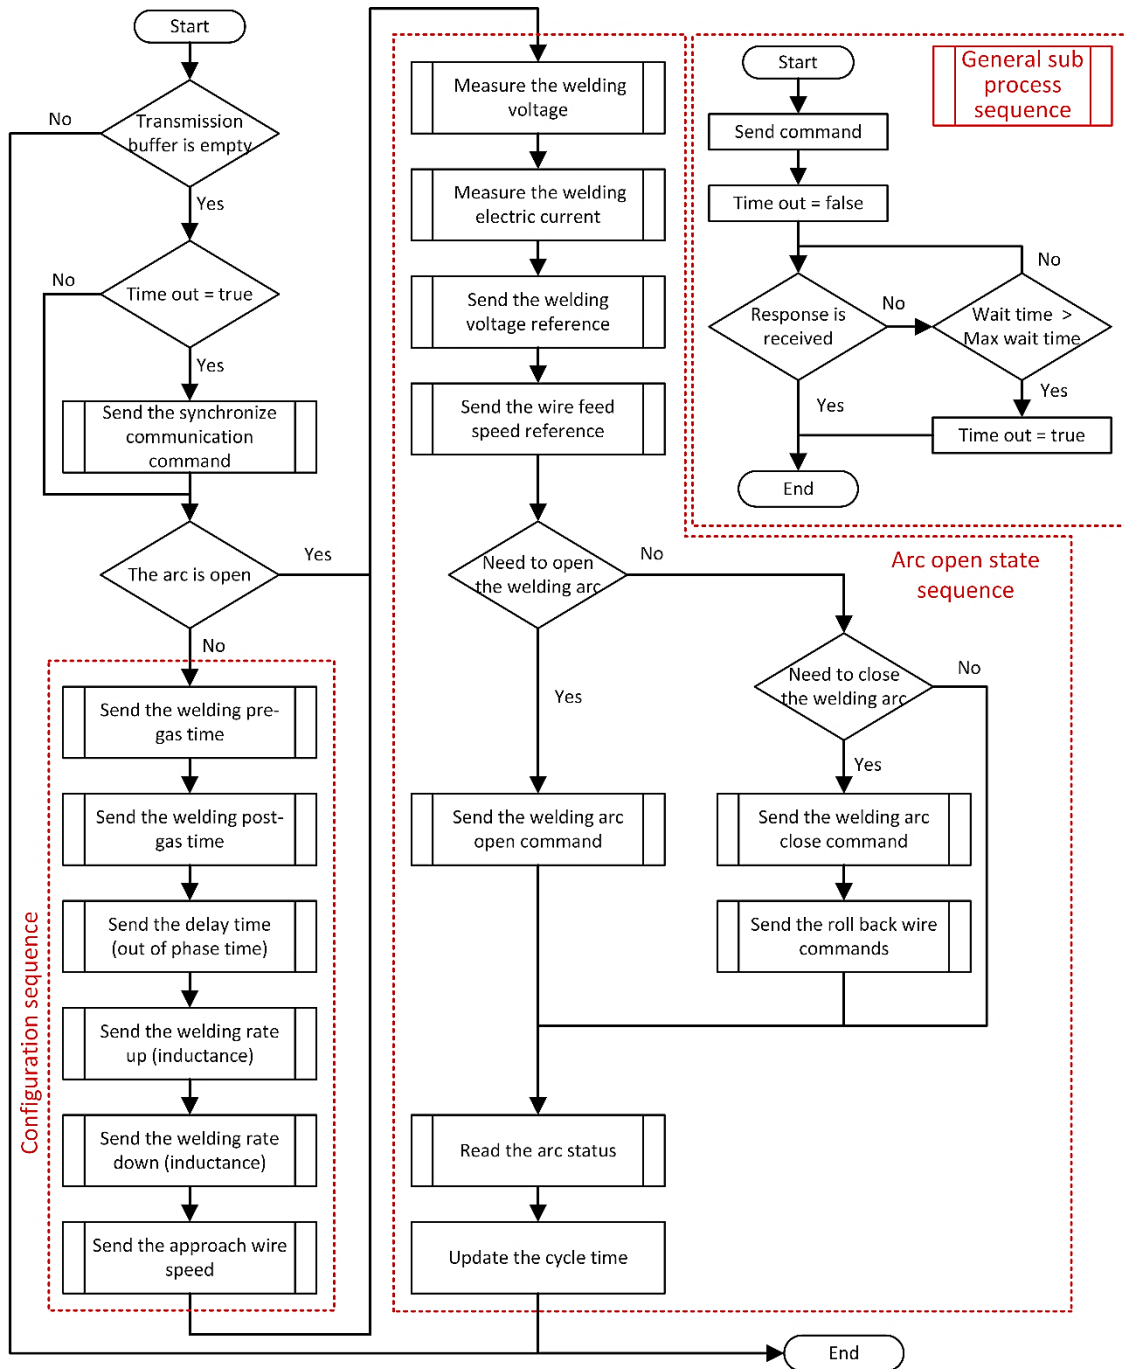 Start
No
Transmission
buffer is empty
Yes
No
Time out = true
Yes
Send the synchronize
communication
command
The arc is open
Yes
No
Configuration sequence
Send the welding pre-
gas time
Send the welding post-
gas time
Send the delay time
(out of phase time)
Send the welding rate
up (inductance)
Send the welding rate
down (inductance)
Send the approach wire
speed
Measure the welding
voltage
Measure the welding
electric current
Send the welding
voltage reference
Send the wire feed
speed reference
Need to open
the welding arc
No
Yes
Arc open state
sequence
Need to close
the welding arc
No
Yes
Send the welding arc
open command
Send the welding arc
close command
Send the roll back wire
commands
Read the arc status
Update the cycle time
End
General sub
process
sequence
Start
Send command
Time out = false
No
Response is
received
No
Wait time >
Max wait time
Yes
Yes
Time out = true
End